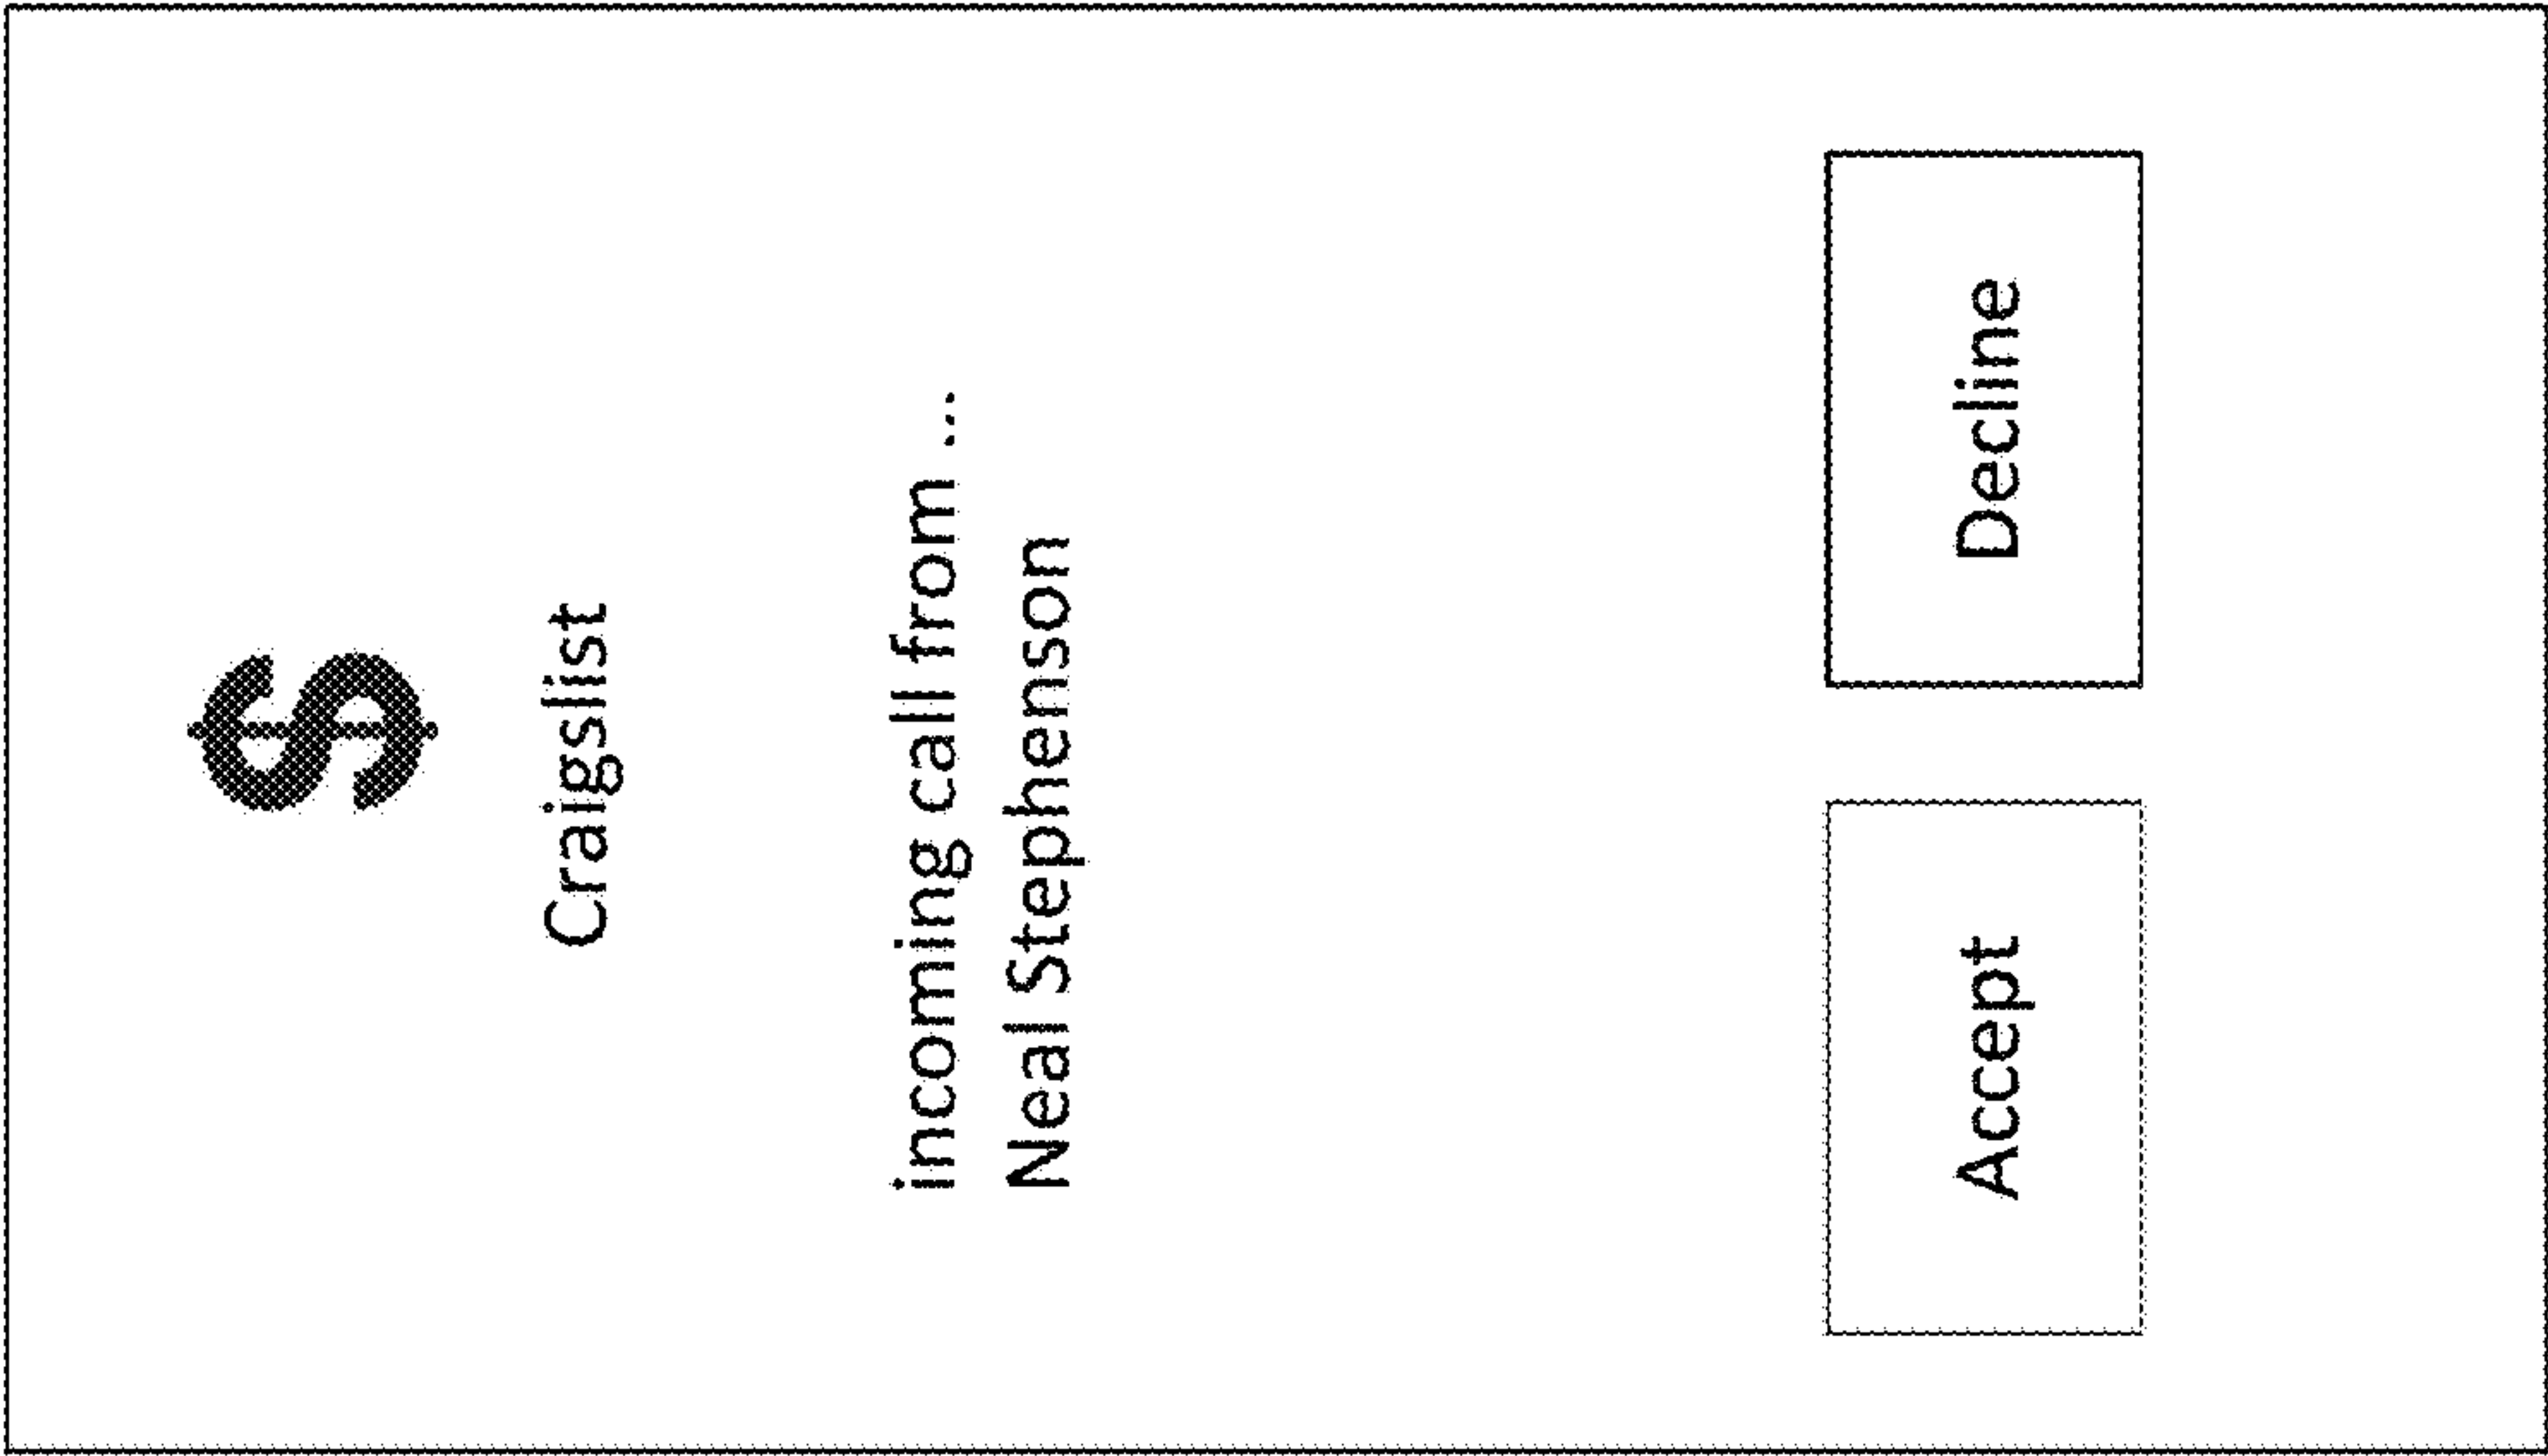 $
Craigslist
incoming call from ...
Neal Stephenson
Accept
Decline